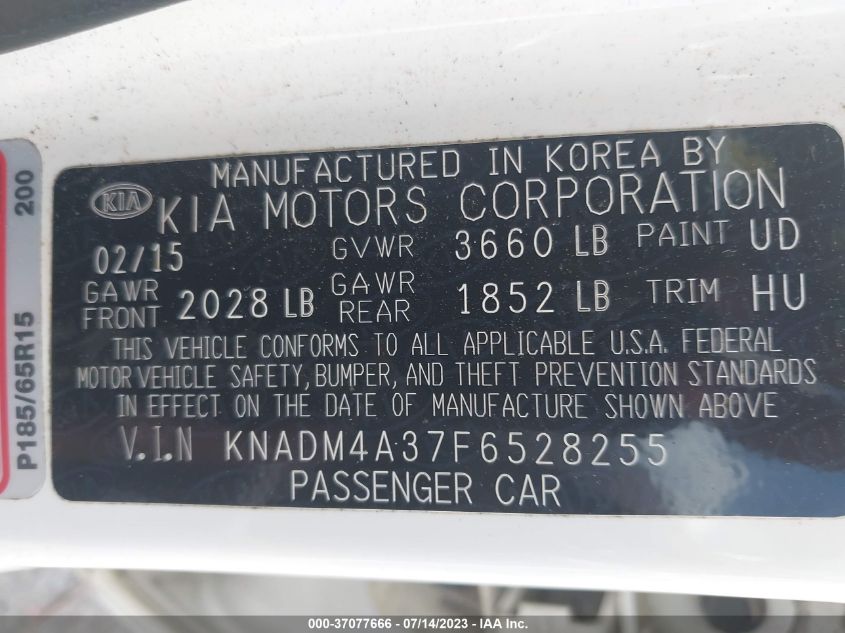 MANUFACTURED IN KOREA BY
KIA KIA MOTORS CORPORATION
02/15 GVWR 3660 LB PAINT UD
GAWR FRONT 2028 LB GAWR REAR 1852 LB TRIM HU
THIS VEHICLE CONFORMS TO ALL APPLICABLE U.S.A. FEDERAL
MOTOR VEHICLE SAFETY, BUMPER, AND THEFT PREVENTION STANDARDS
IN EFFECT ON THE DATE OF MANUFACTURE SHOWN ABOVE
V.I.N KNADM4A37F6528255
PASSENGER CAR
P185/65R15 200
000-37077666 - 07/14/2023 - IAA Inc.